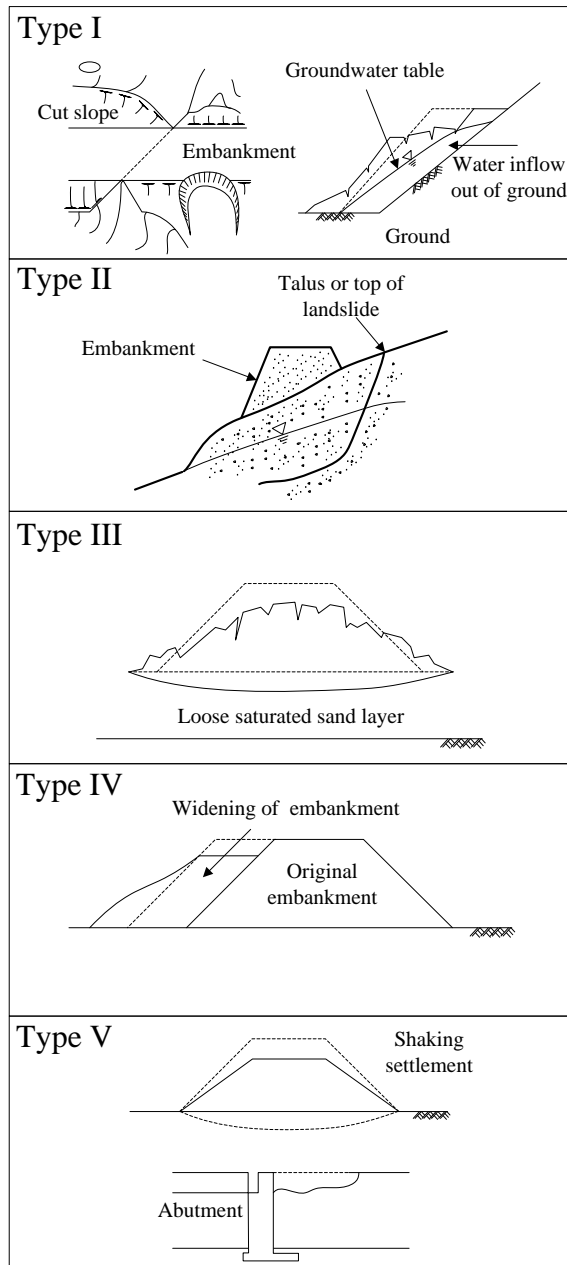 Type I
Cut slope
Embankment
Groundwater table
Water inflow
out of ground
Ground
Type II
Talus or top of
landslide
Embankment
Type III
Loose saturated sand layer
Type IV
Widening of embankment
Original
embankment
Type V
Shaking
settlement
Abutment